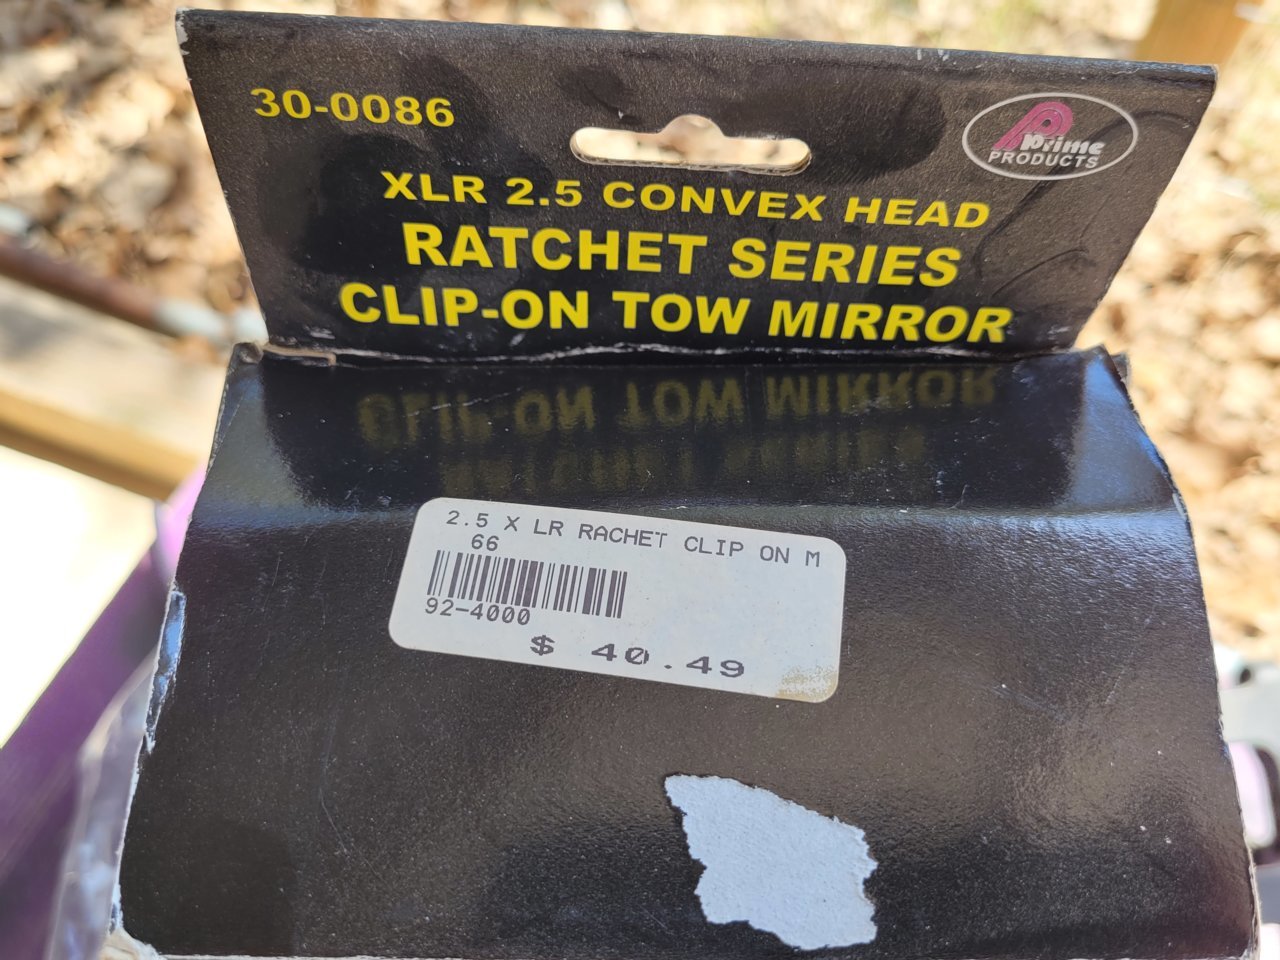 30-0086
Prime
PRODUCTS
XLR 2.5 CONVEX HEAD
RATCHET SERIES
CLIP-ON TOW MIRROR
2.5 X LR RACHET CLIP ON M
66
92-4000
$ 40.49